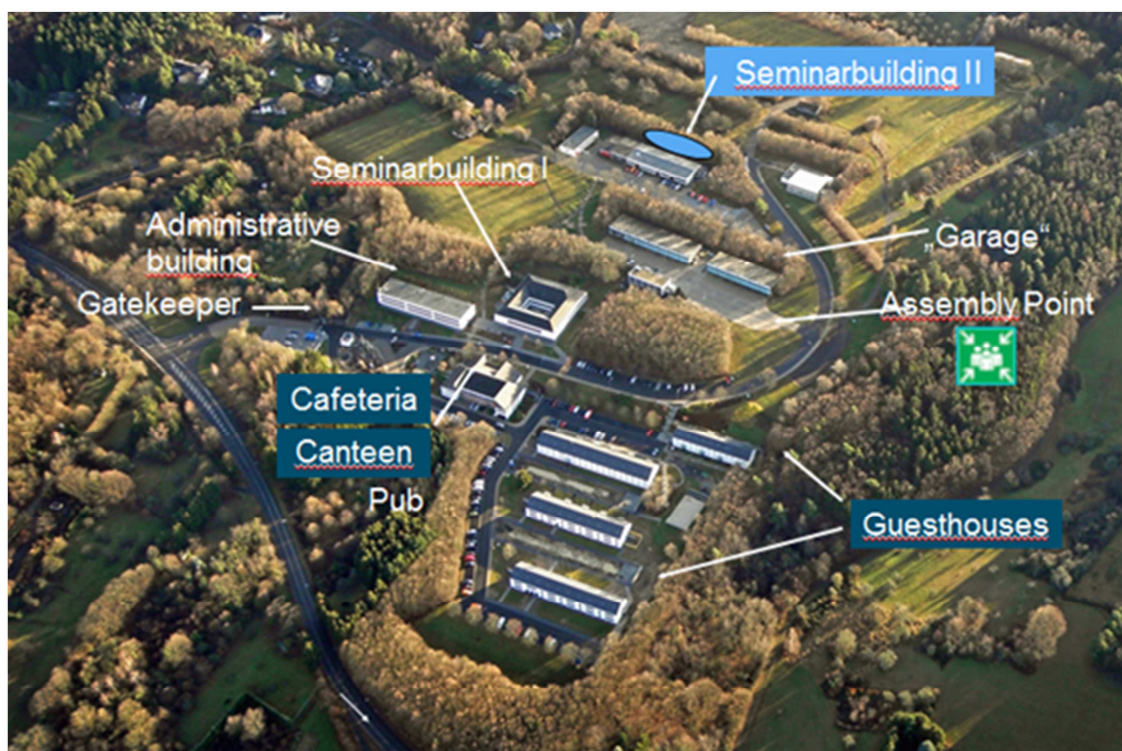 Seminarbuilding II
Seminarbuilding I
Administrative
building
„Garage“
Gatekeeper
Assembly Point
Cafeteria
Canteen
Pub
Guesthouses